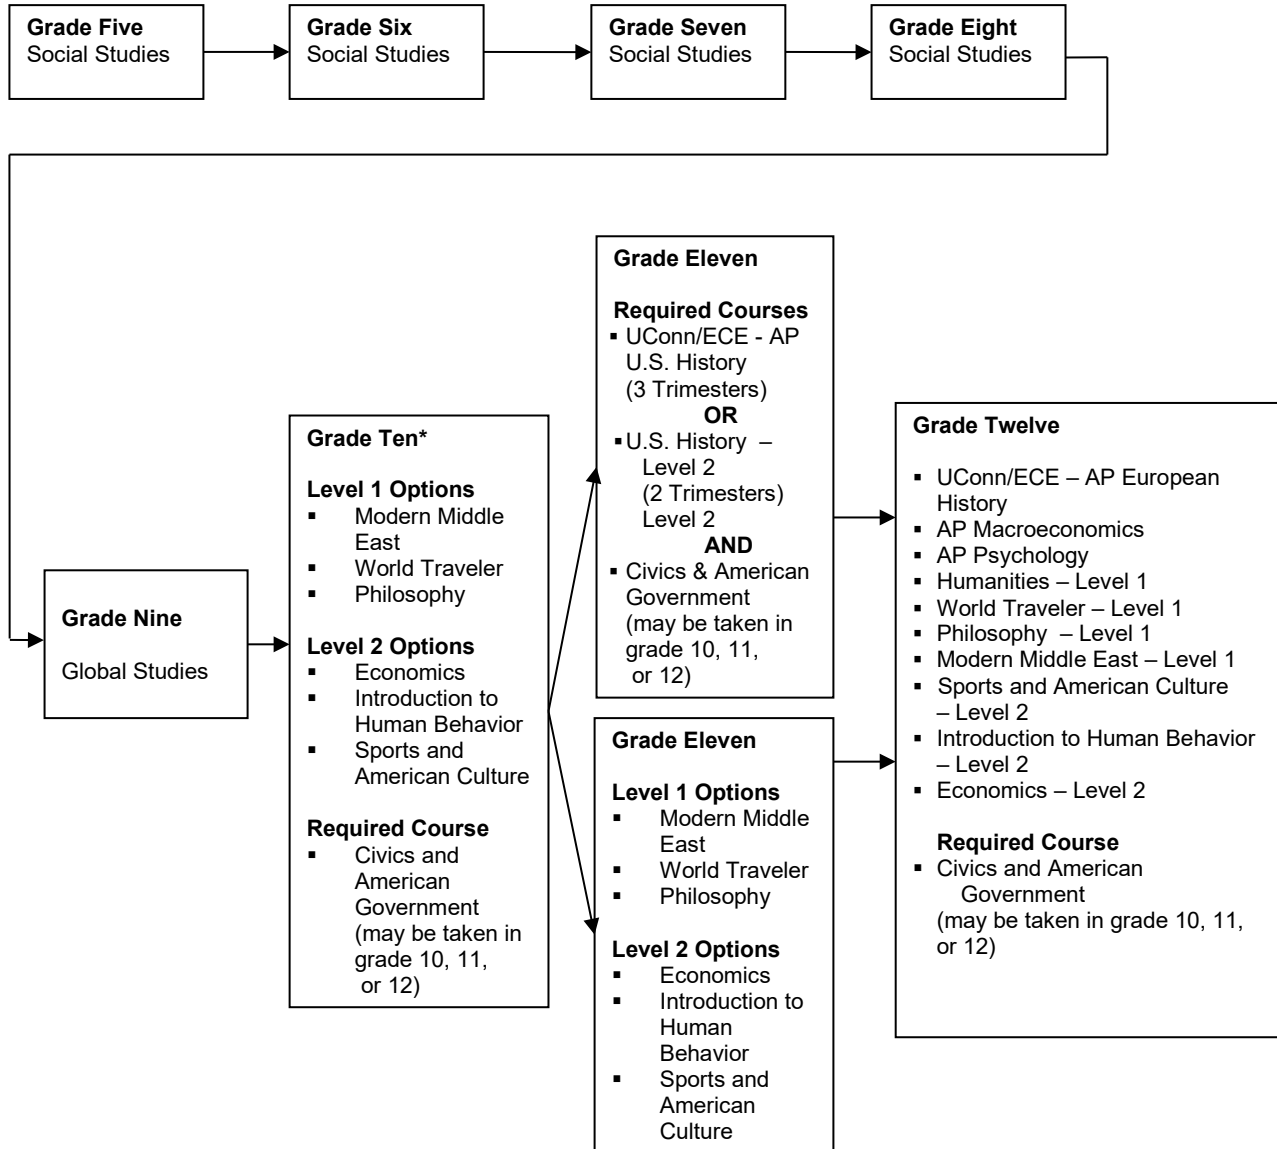 Grade Five
Social Studies
Grade Six
Social Studies
Grade Seven
Social Studies
Grade Eight
Social Studies
Grade Nine
Global Studies
Grade Ten*
Level 1 Options
▪ Modern Middle
East
▪ World Traveler
▪ Philosophy
Level 2 Options
▪ Economics
▪ Introduction to
Human Behavior
▪ Sports and
American Culture
Required Course
▪ Civics and
American
Government
(may be taken in
grade 10, 11,
or 12)
Grade Eleven
Required Courses
▪ UConn/ECE - AP
U.S. History
(3 Trimesters)
OR
▪ U.S. History –
Level 2
(2 Trimesters)
Level 2
AND
▪ Civics & American
Government
(may be taken in
grade 10, 11,
or 12)
Grade Eleven
Level 1 Options
▪ Modern Middle
East
▪ World Traveler
▪ Philosophy
Level 2 Options
▪ Economics
▪ Introduction to
Human
Behavior
▪ Sports and
American
Culture
Grade Twelve
▪ UConn/ECE – AP European
History
▪ AP Macroeconomics
▪ AP Psychology
▪ Humanities – Level 1
▪ World Traveler – Level 1
▪ Philosophy – Level 1
▪ Modern Middle East – Level 1
▪ Sports and American Culture
– Level 2
▪ Introduction to Human Behavior
– Level 2
▪ Economics – Level 2
Required Course
▪ Civics and American
Government
(may be taken in grade 10, 11,
or 12)